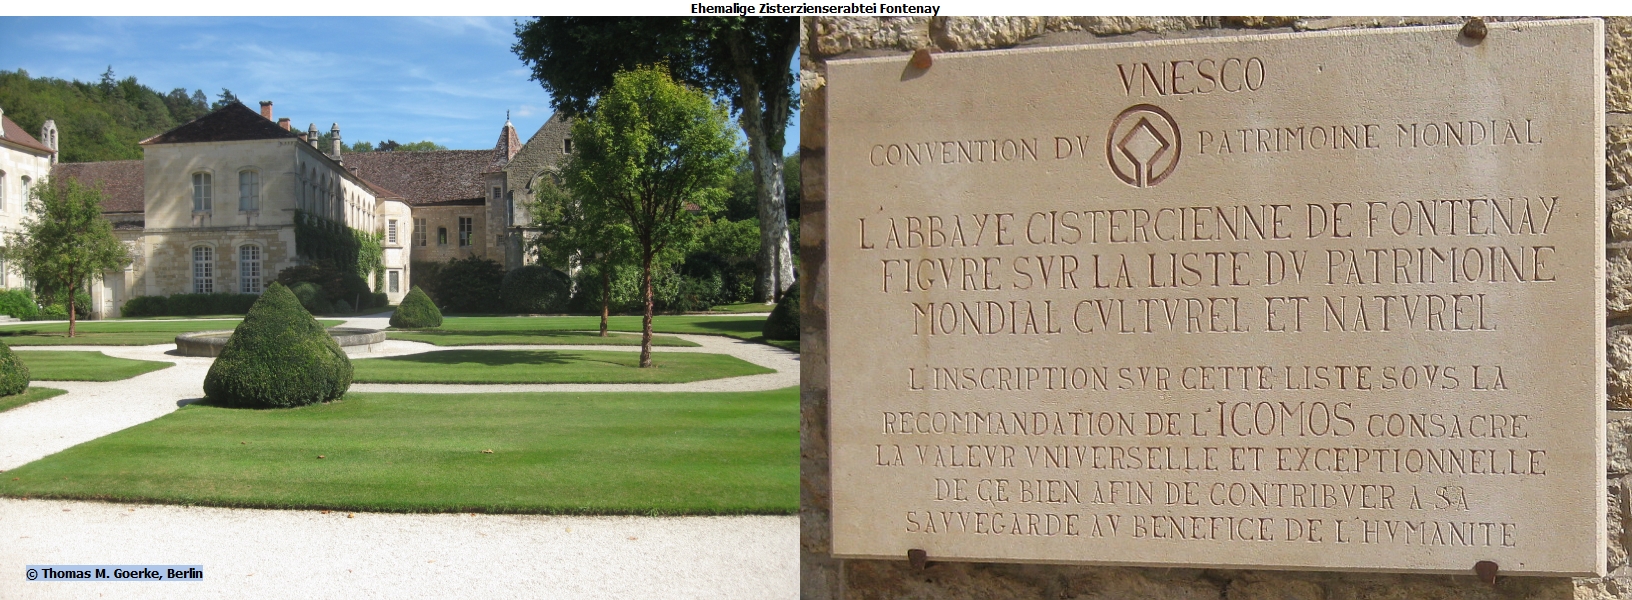 Ehemalige Zisterzienserabtei Fontenay
© Thomas M. Goerke, Berlin
VNESCO
CONVENTION DV PATRIMOINE MONDIAL
L'ABBAYE CISTERCIENNE DE FONTENAY
FIGVRE SVR LA LISTE DV PATRIMOINE
MONDIAL CVLTVREL ET NATVREL
L'INSCRIPTION SVR CETTE LISTE SOVS LA
RECOMMANDATION DE L'ICOMOS CONSACRE
LA VALEVR VNIVERSELLE ET EXCEPTIONNELLE
DE CE BIEN AFIN DE CONTRIBVER A SA
SAVVEGARDE AV BENEFICE DE L'HVMANITE